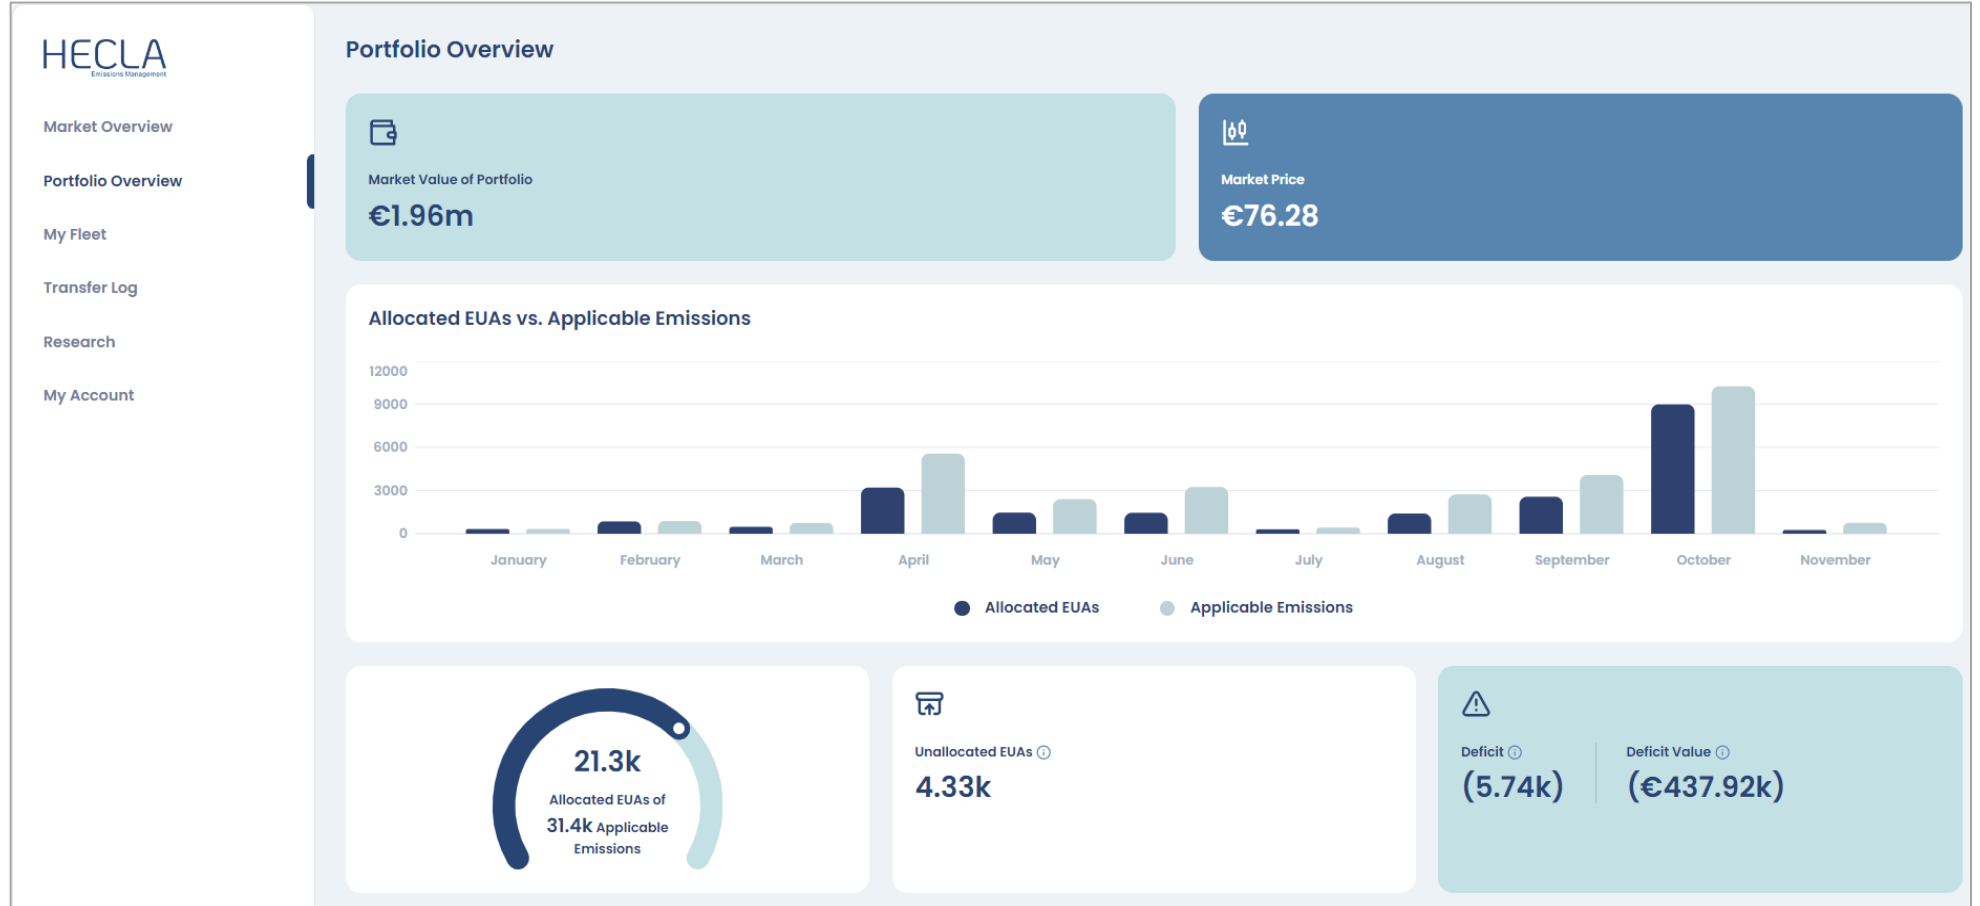 HECLA
Emissions Management
Market Overview
Portfolio Overview
My Fleet
Transfer Log
Research
My Account
Portfolio Overview
Market Value of Portfolio
€1.96m
Market Price
€76.28
Allocated EUAs vs. Applicable Emissions
12000
9000
6000
3000
0
January February March April May June July August September October November
Allocated EUAs Applicable Emissions
21.3k
Allocated EUAs of
31.4k Applicable
Emissions
Unallocated EUAs
4.33k
Deficit
(5.74k)
Deficit Value
(€437.92k)